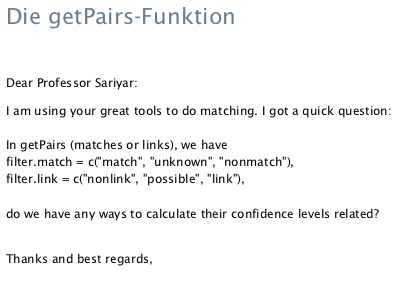 Die getPairs-Funktion
Dear Professor Sariyar:
I am using your great tools to do matching. I got a quick question:
In getPairs (matches or links), we have
filter.match = c("match", "unknown", "nonmatch"),
filter.link = c("nonlink", "possible", "link"),
do we have any ways to calculate their confidence levels related?
Thanks and best regards,